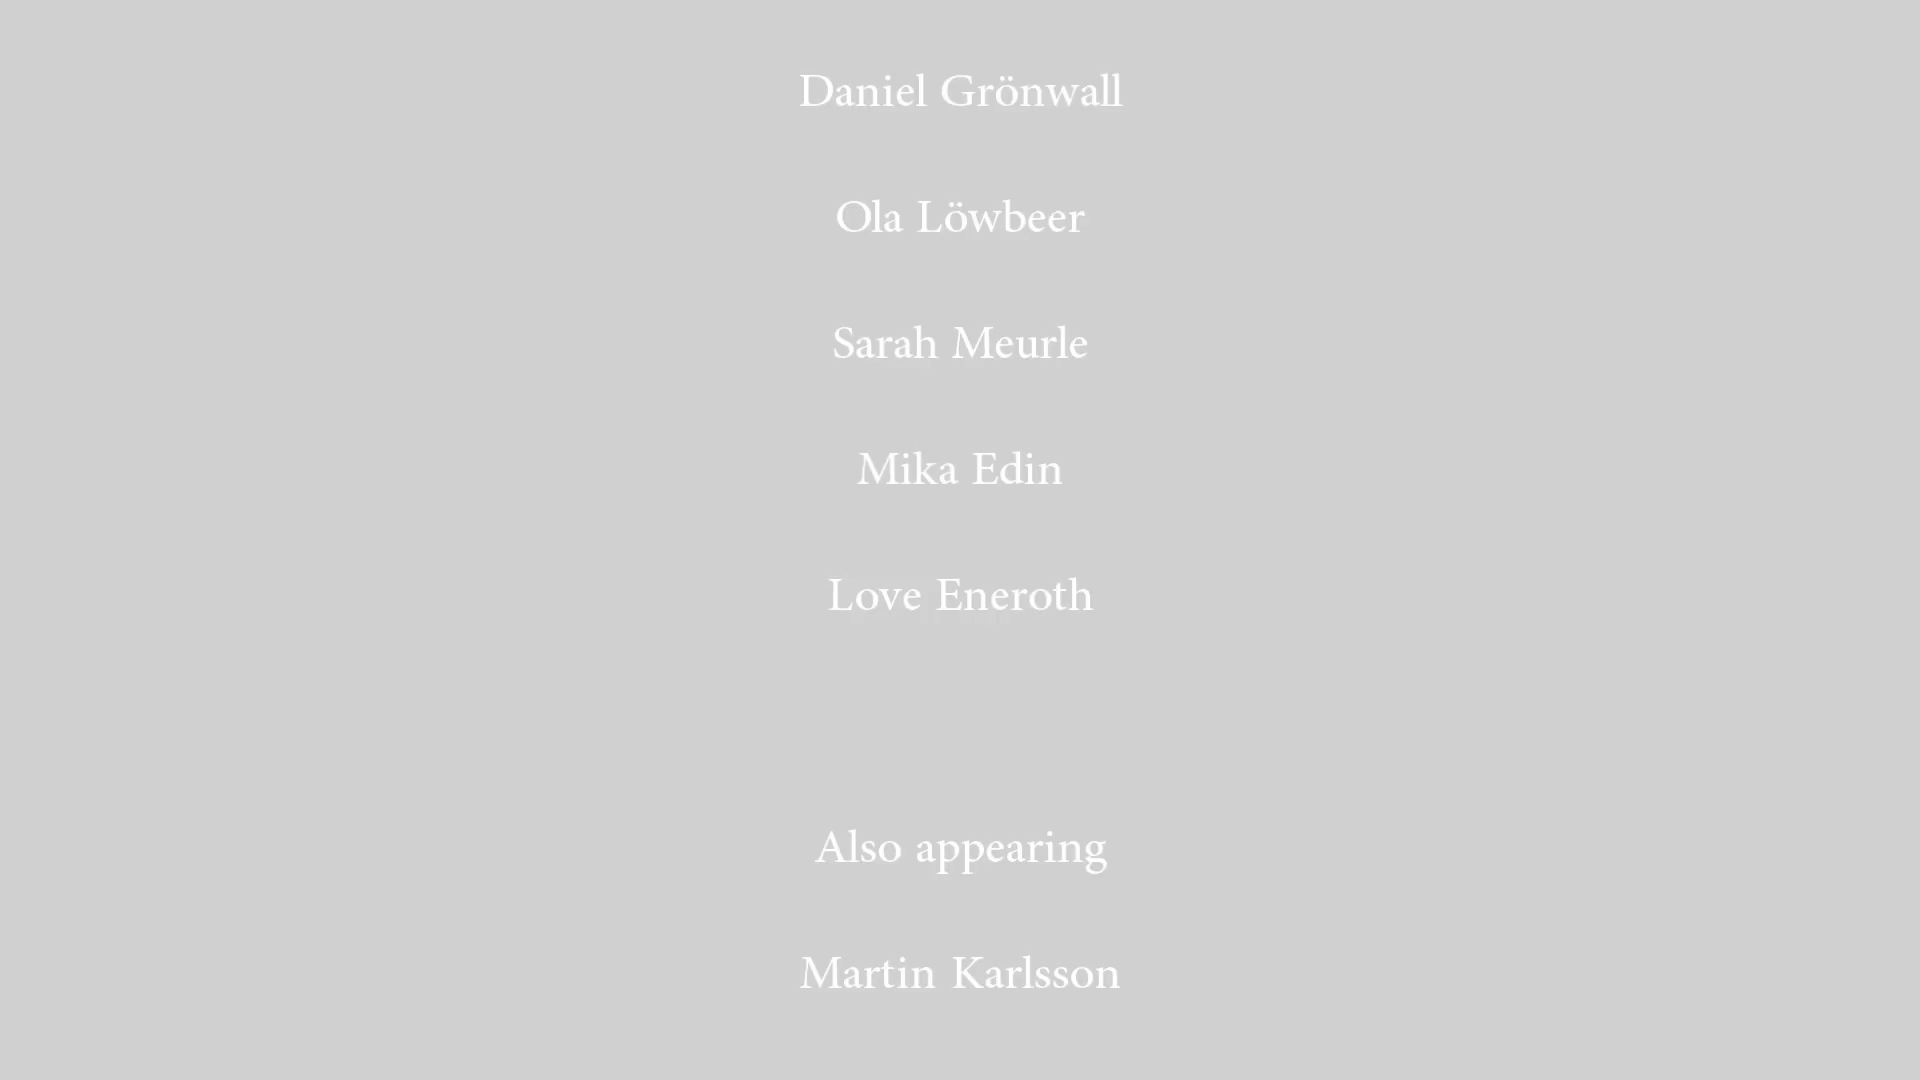 Daniel Grönwall
Ola Löwbeer
Sarah Meurle
Mika Edin
Love Eneroth
Also appearing
Martin Karlsson